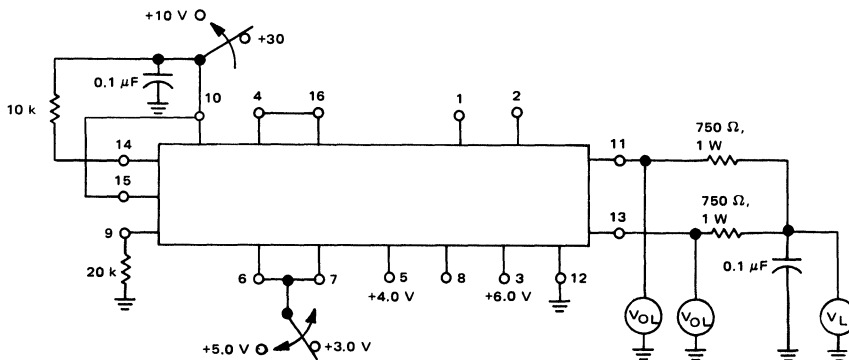 +10 V
+30
0.1 µF
10 k
10
4
16
1
2
11
750 Ω,
1 W
14
15
9
13
750 Ω,
1 W
20 k
6
7
5
+4.0 V
8
3
+6.0 V
12
0.1 µF
+5.0 V
+3.0 V
VOL
VOL
VL